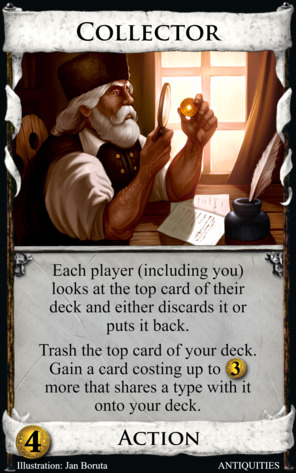 COLLECTOR
Each player (including you)
looks at the top card of their
deck and either discards it or
puts it back.
Trash the top card of your deck.
Gain a card costing up to 3
more that shares a type with it
onto your deck.
4 ACTION
Illustration: Jan Boruta ANTIQUITIES